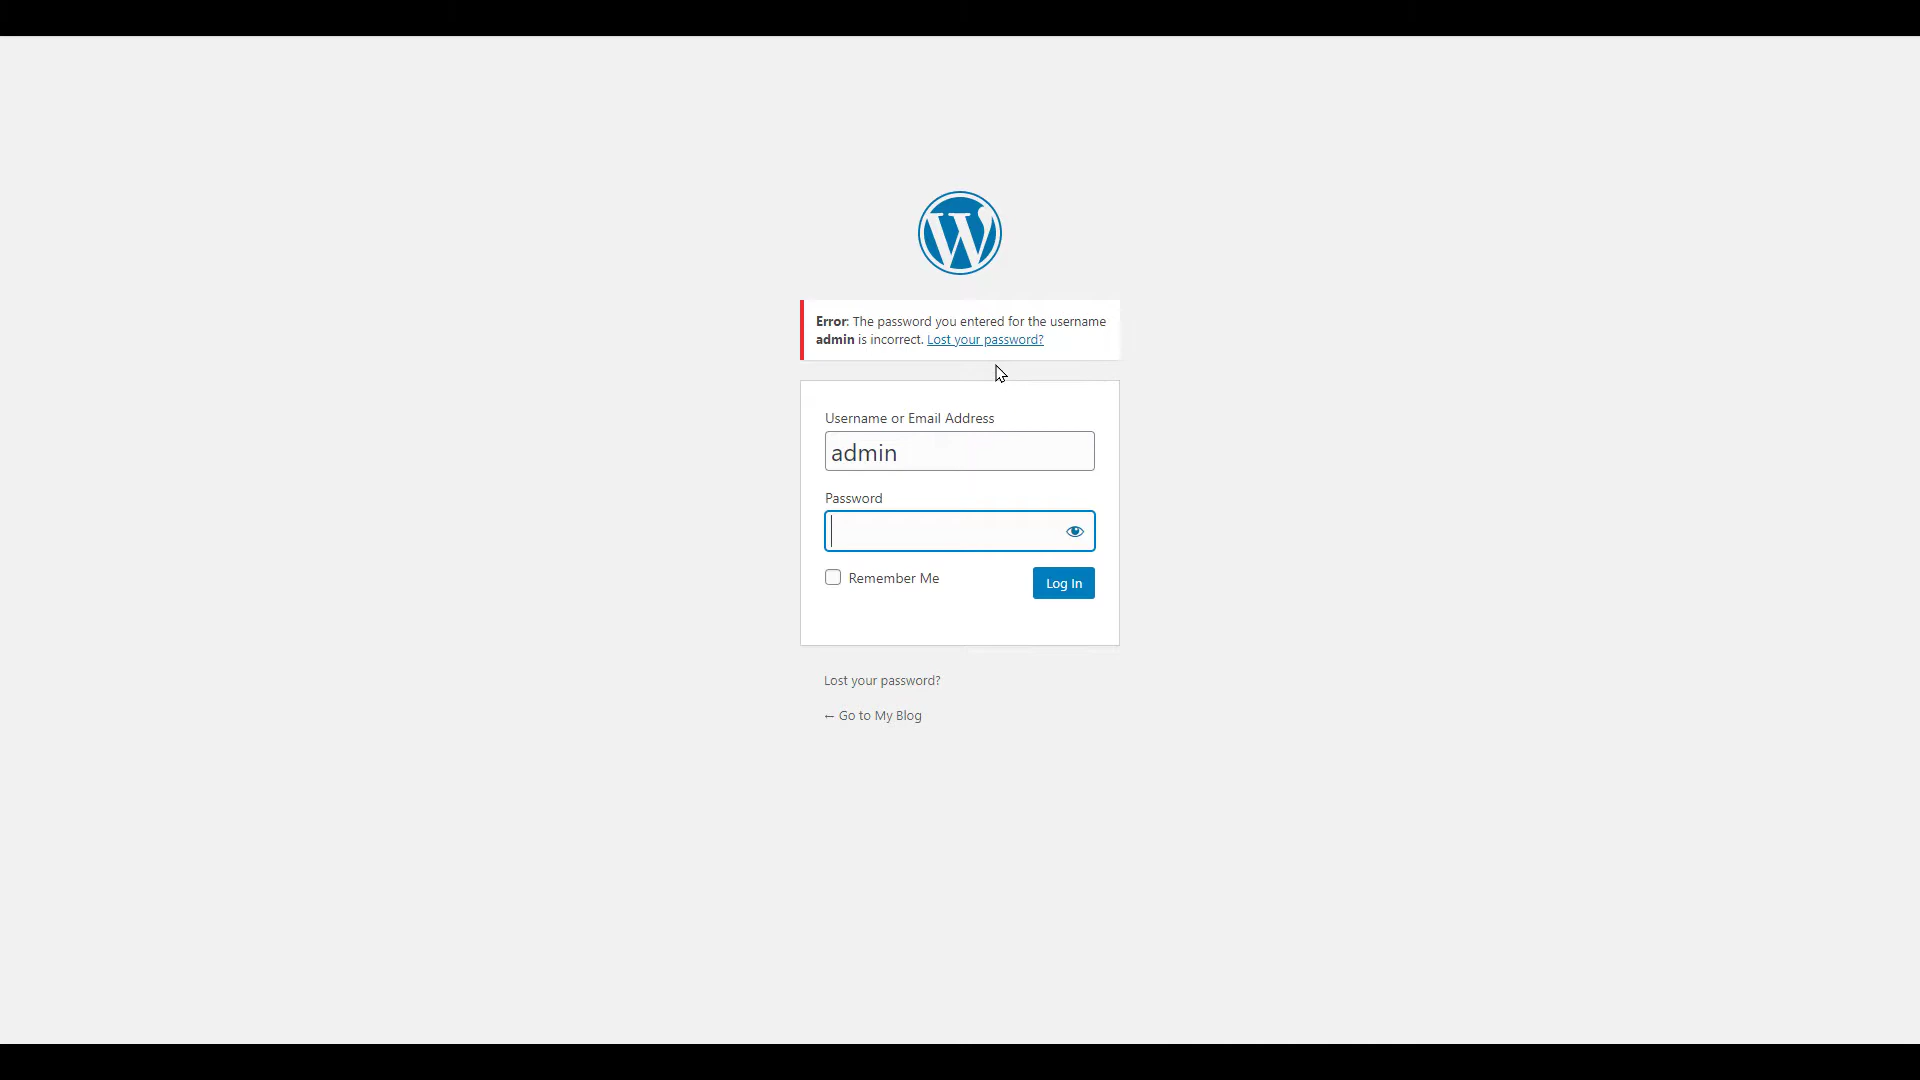 Error: The password you entered for the username
admin is incorrect. Lost your password?
Username or Email Address
admin
Password
Remember Me
Log In
Lost your password?
← Go to My Blog